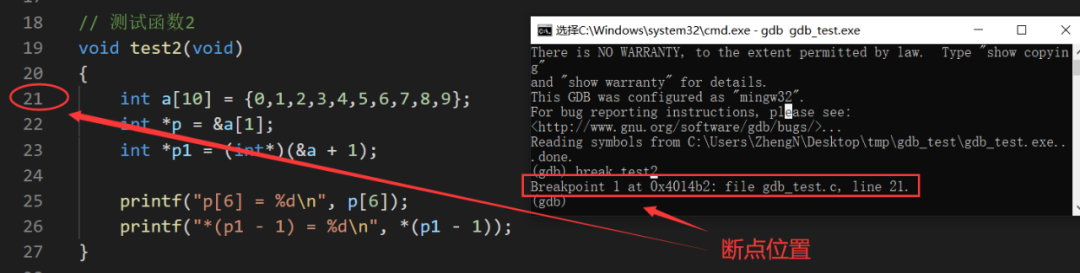 17
18 // 测试函数2
19 void test2(void)
20 {
21 int a[10] = {0,1,2,3,4,5,6,7,8,9};
22 int *p = &a[1];
23 int *p1 = (int*)(&a + 1);
24
25 printf("p[6] = %d\n", p[6]);
26 printf("*(p1 - 1) = %d\n", *(p1 - 1));
27 }
选择C:\Windows\system32\cmd.exe - gdb gdb_test.exe
There is NO WARRANTY, to the extent permitted by law. Type "show copyin
g"
and "show warranty" for details.
This GDB was configured as "mingw32".
For bug reporting instructions, please see:
<http://www.gnu.org/software/gdb/bugs/>...
Reading symbols from C:\Users\ZhengN\Desktop\tmp\gdb_test\gdb_test.exe..
.done.
(gdb) break test2
Breakpoint 1 at 0x4014b2: file gdb_test.c, line 21.
(gdb)
断点位置